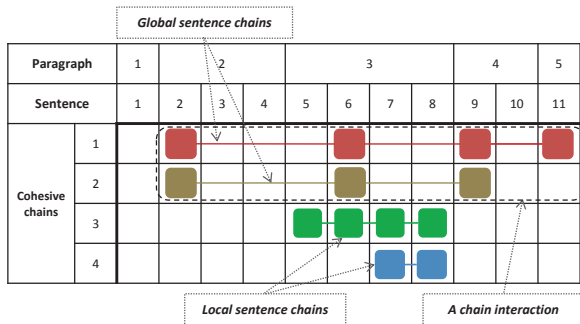 Global sentence chains
Paragraph 1 2 3 4 5
Sentence 1 2 3 4 5 6 7 8 9 10 11
Cohesive chains
1
2
3
4
Local sentence chains
A chain interaction